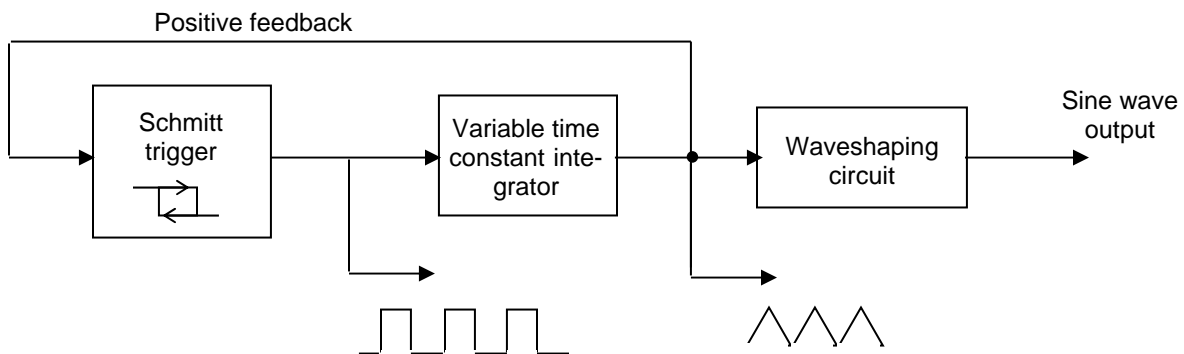 Positive feedback
Schmitt
trigger
Variable time
constant inte-
grator
Waveshaping
circuit
Sine wave
output